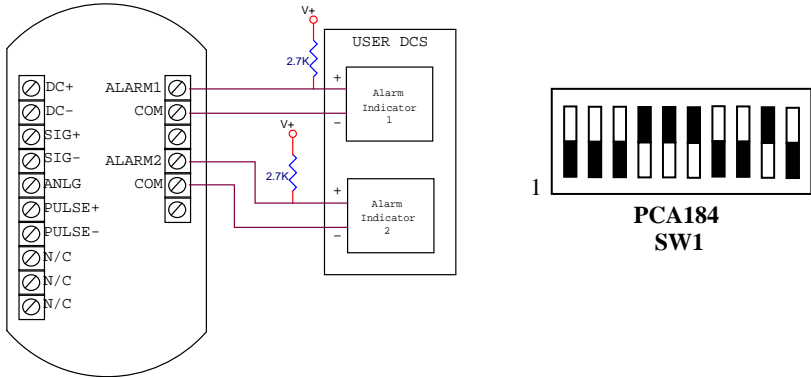 V+
2.7K
USER DCS
DC+
DC-
SIG+
SIG-
ANLG
PULSE+
PULSE-
N/C
N/C
N/C
ALARM1
COM
ALARM2
COM
V+
2.7K
+
Alarm
Indicator
1
−
+
Alarm
Indicator
2
−
1
PCA184
SW1